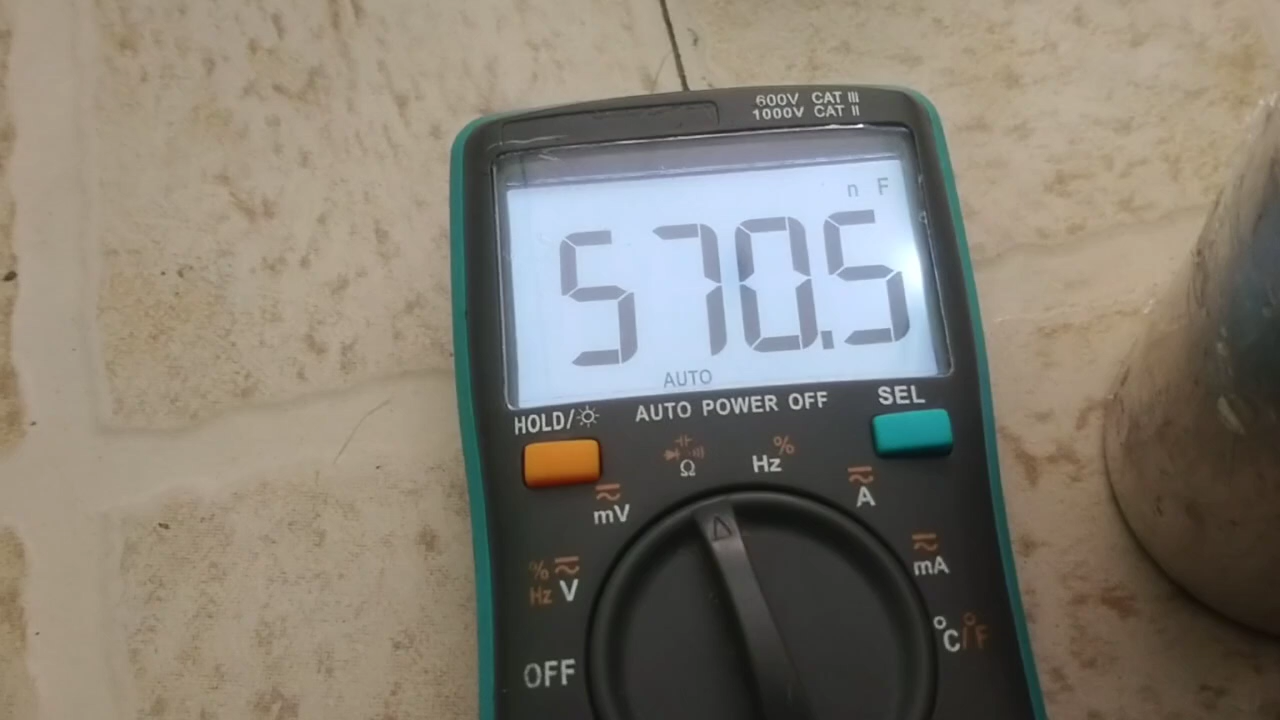 600V CAT III
1000V CAT II
n F
570.5
AUTO
HOLD/
AUTO POWER OFF
SEL
Ω
Hz %
mV
A
% Hz V
mA
°C/°F
OFF